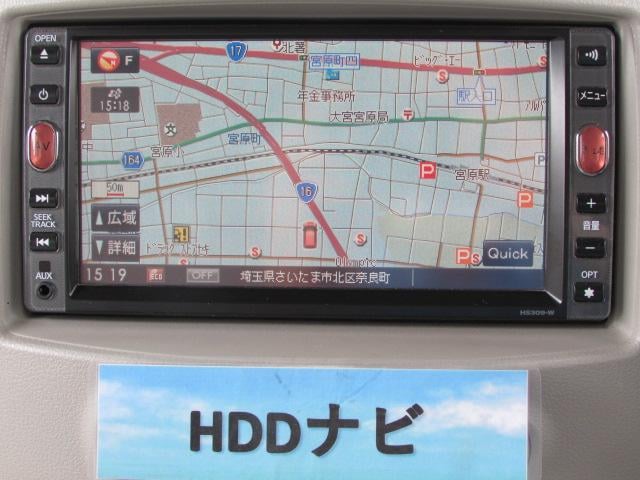 OPEN
17
北署
宮原町四
ビッグ・エー
F
15:18
年金事務所
駅入口
メニュー
大宮宮原局
宮原町
AV
164
宮原小
P
宮原駅
50m
16
P
SEEK
TRACK
広域
音量
詳細
Quick
AUX
Olympic
P
15 19
ECO
OFF
埼玉県さいたま市北区奈良町
OPT
HS309-W
HDDナビ